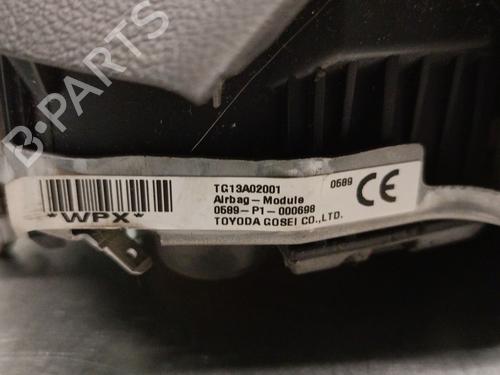 B-PARTS
TG13A02001
Airbag-Module
0589-P1-000698
TOYODA GOSEI CO.,LTD.
0589
CE
*WPX*